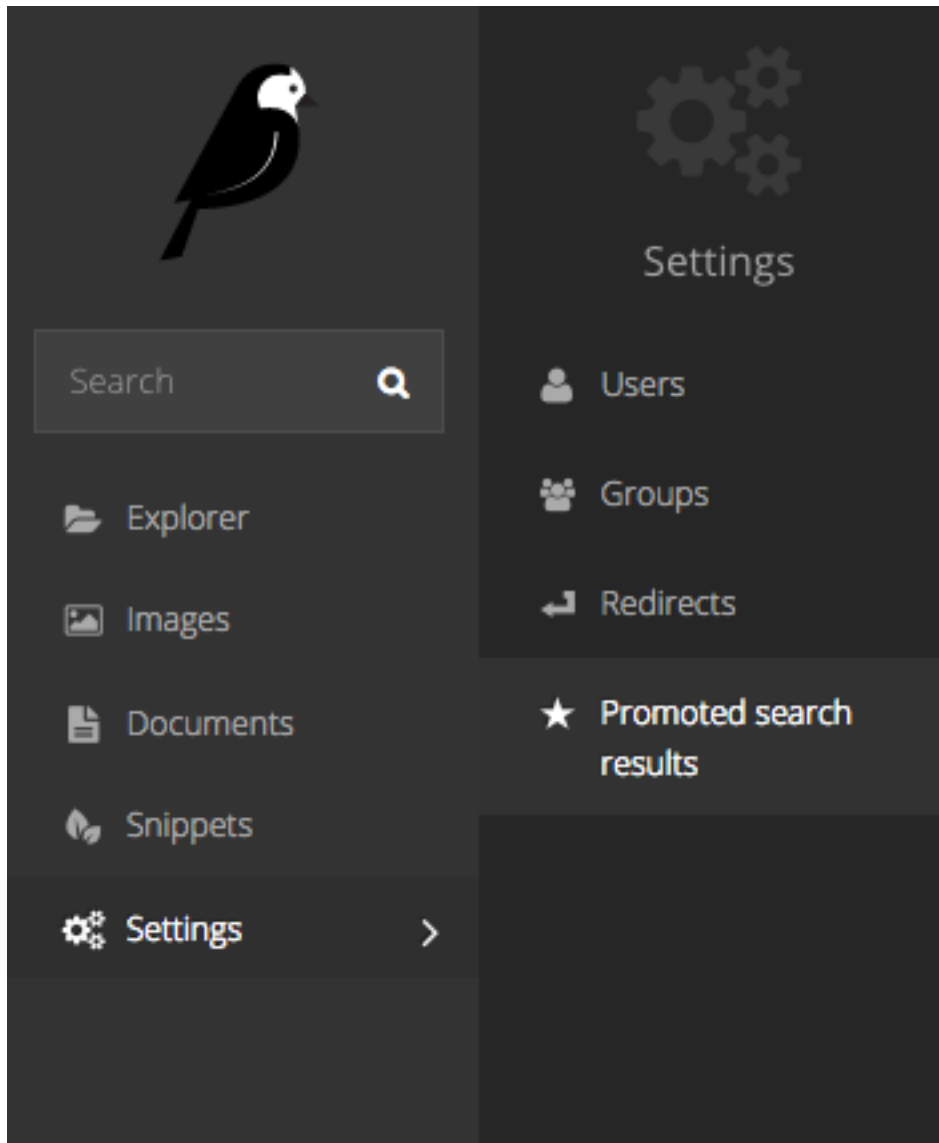 Search
Explorer
Images
Documents
Snippets
Settings
Settings
Users
Groups
Redirects
Promoted search
results